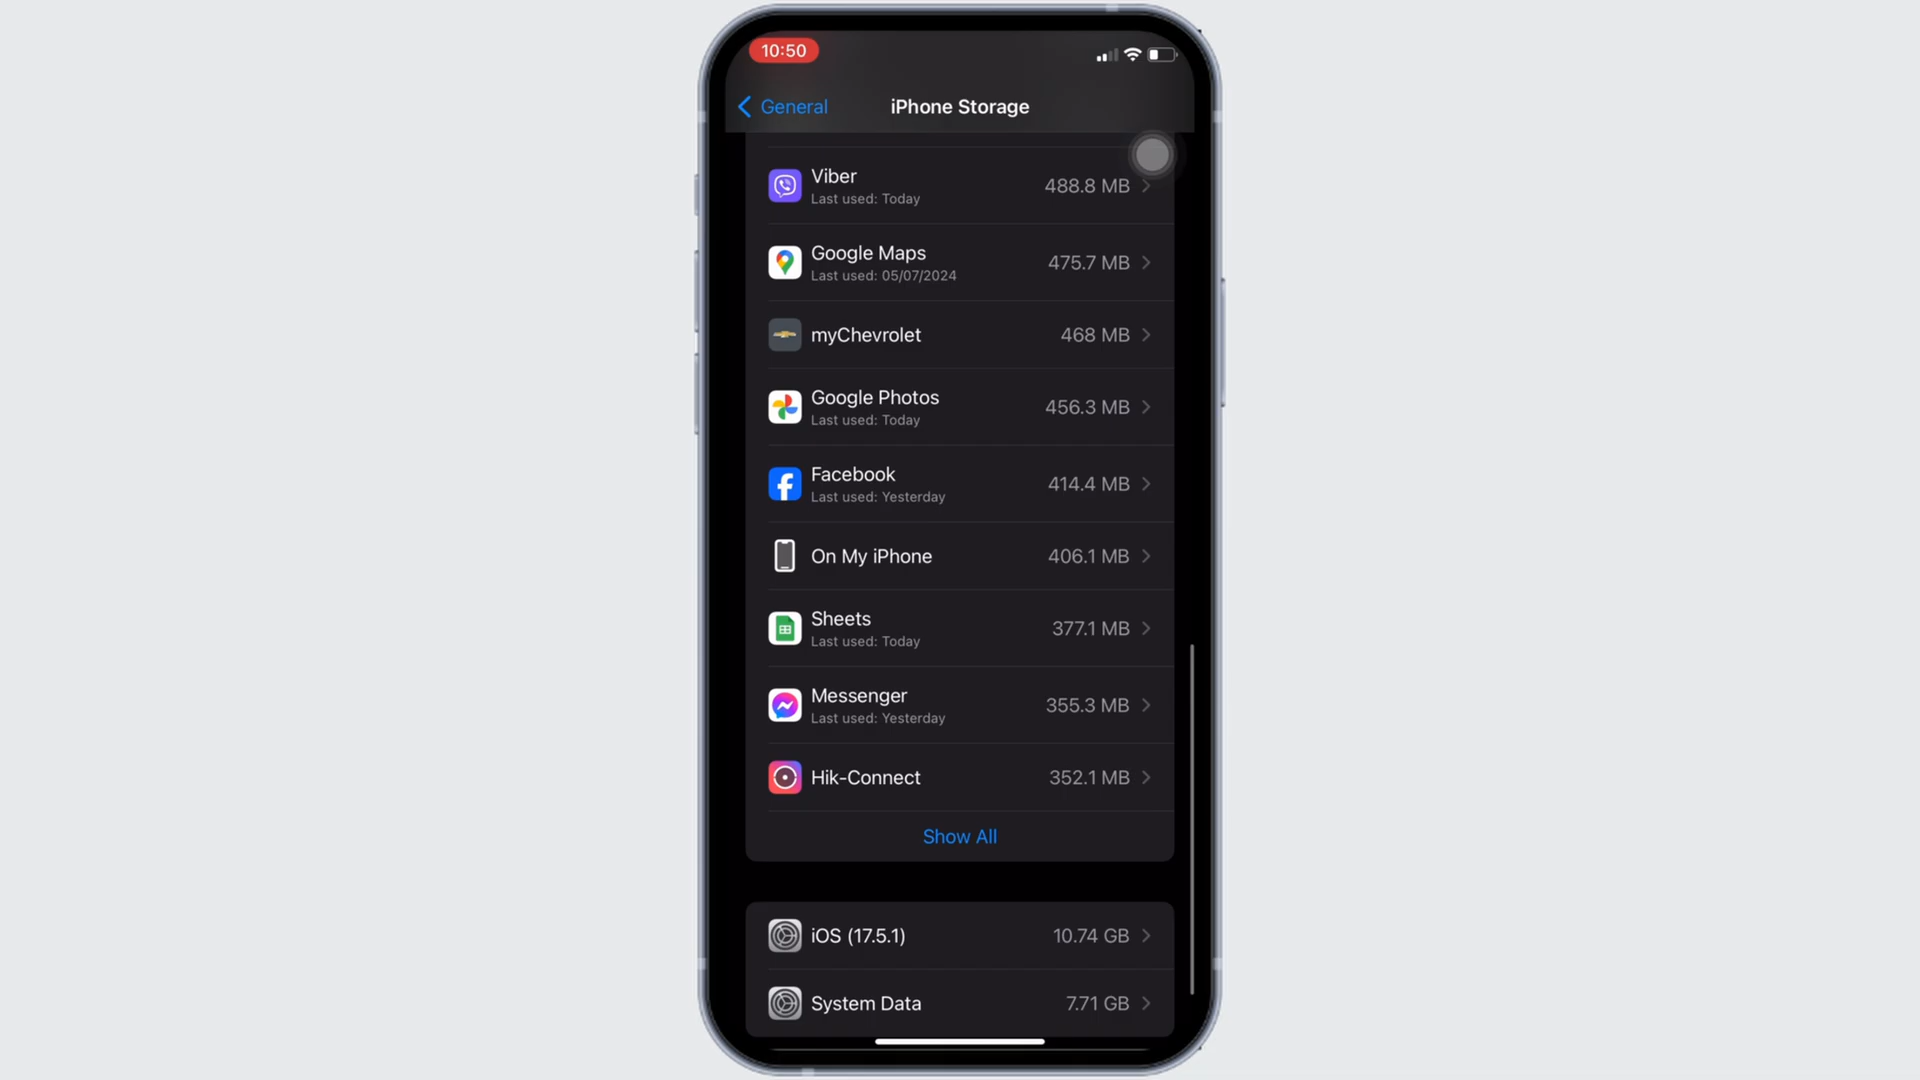 10:50
General
iPhone Storage
Viber
Last used: Today
488.8 MB
Google Maps
Last used: 05/07/2024
475.7 MB
myChevrolet
468 MB
Google Photos
Last used: Today
456.3 MB
Facebook
Last used: Yesterday
414.4 MB
On My iPhone
406.1 MB
Sheets
Last used: Today
377.1 MB
Messenger
Last used: Yesterday
355.3 MB
Hik-Connect
352.1 MB
Show All
iOS (17.5.1)
10.74 GB
System Data
7.71 GB